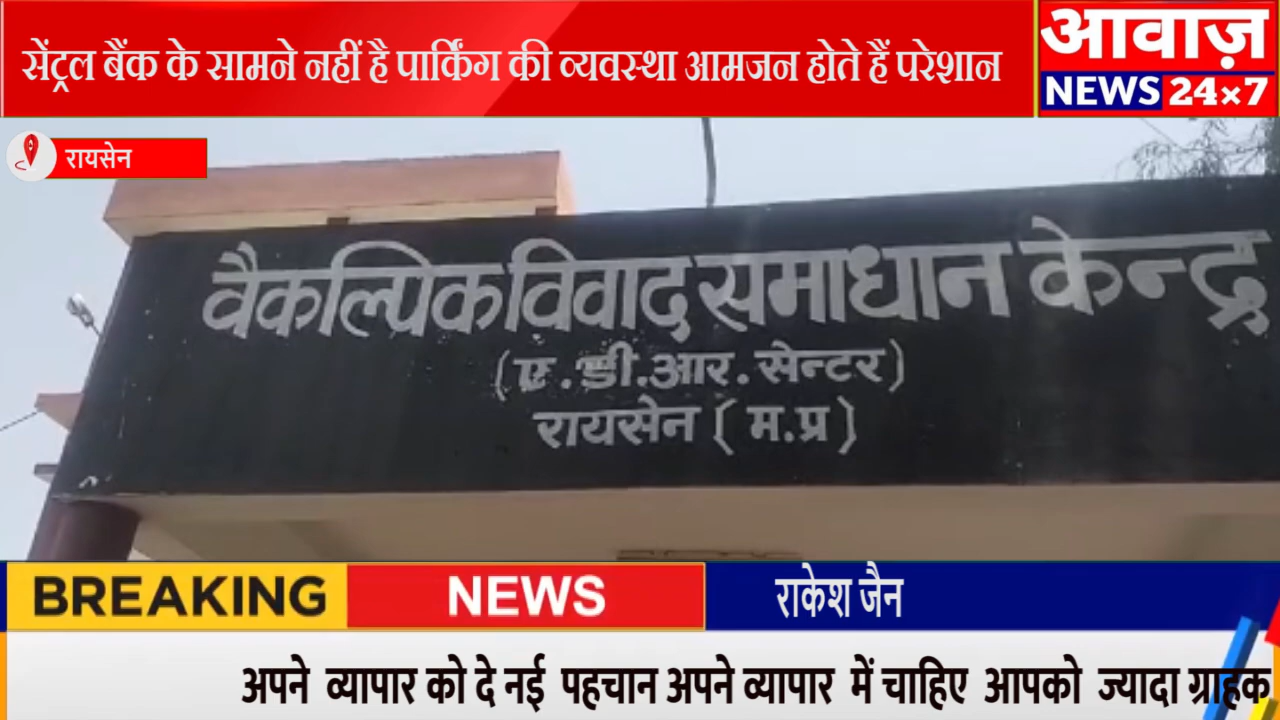 सेंट्रल बैंक के सामने नहीं है पार्किंग की व्यवस्था आमजन होते हैं परेशान
आवाज़
NEWS 24×7
रायसेन
वैकल्पिक विवाद समाधान केन्द्र
(ए.डी.आर.सेन्टर)
रायसेन (म.प्र)
BREAKING NEWS राकेश जैन
अपने व्यापार को दे नई पहचान अपने व्यापार में चाहिए आपको ज्यादा ग्राहक